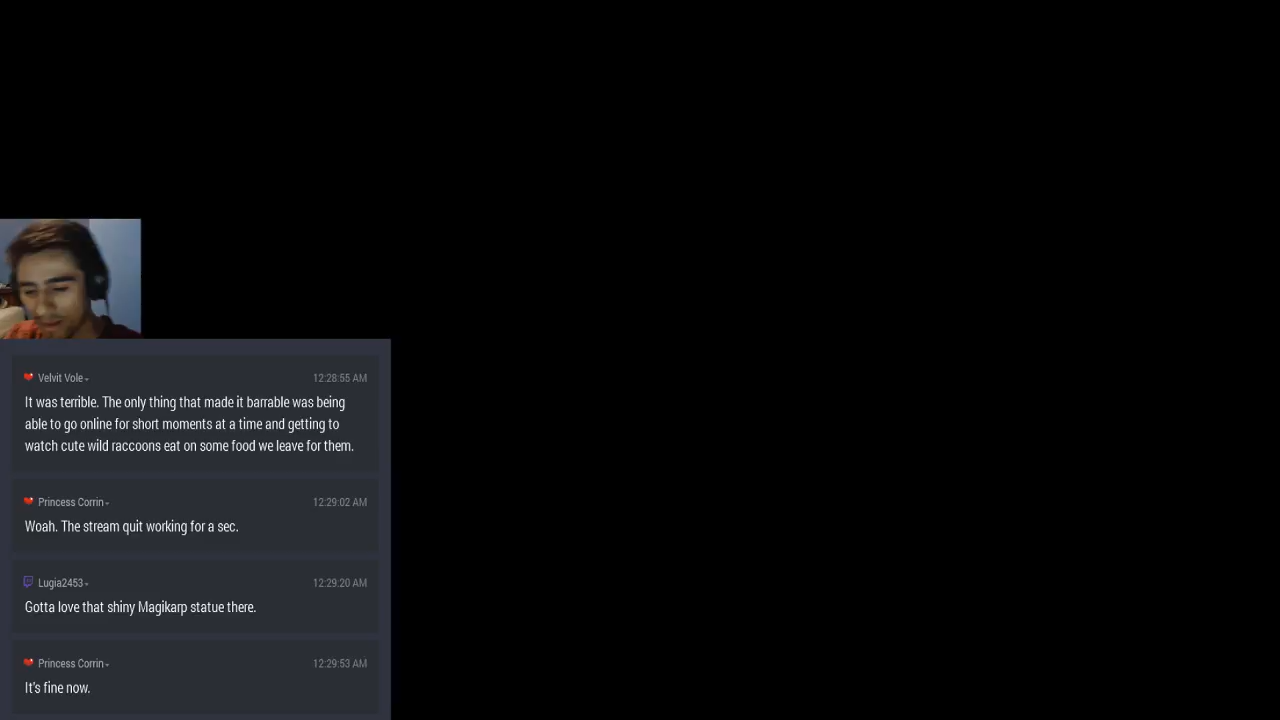 Velvit Vole 12:28:55 AM
It was terrible. The only thing that made it barrable was being
able to go online for short moments at a time and getting to
watch cute wild raccoons eat on some food we leave for them.
Princess Corrin 12:29:02 AM
Woah. The stream quit working for a sec.
Lugia2453 12:29:20 AM
Gotta love that shiny Magikarp statue there.
Princess Corrin 12:29:53 AM
It's fine now.